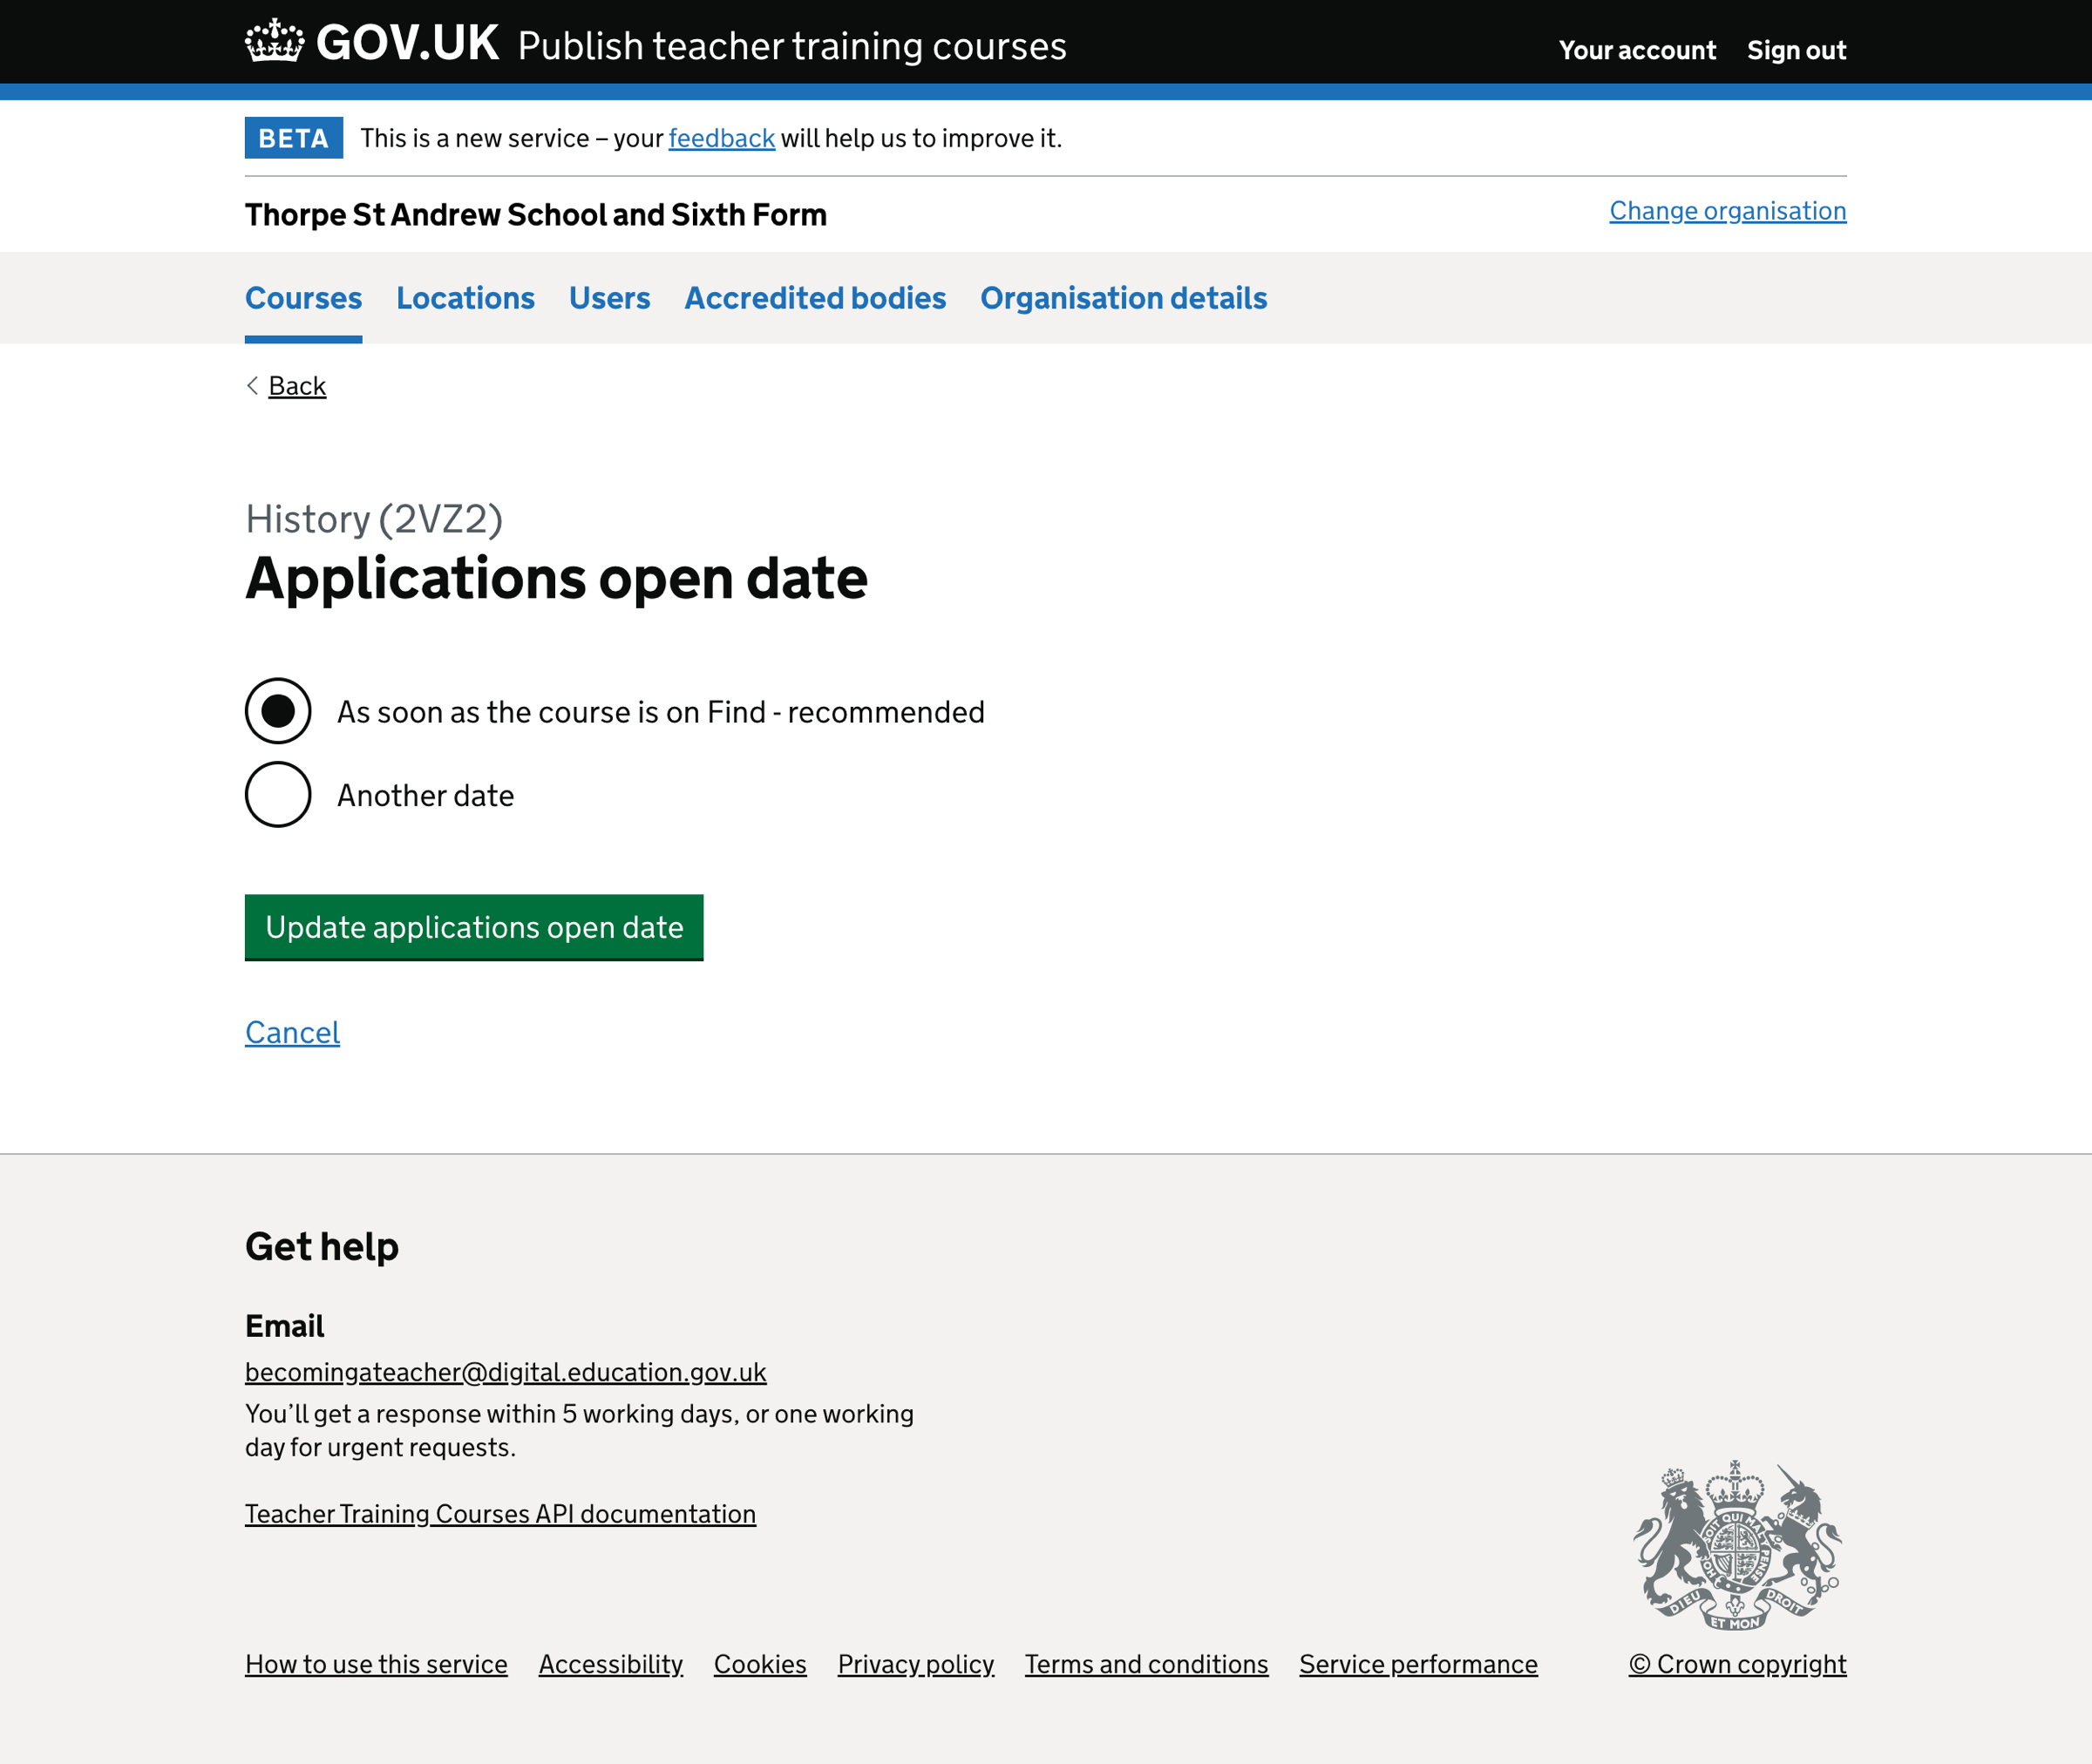 GOV.UK Publish teacher training courses
Your account Sign out
BETA This is a new service – your feedback will help us to improve it.
Thorpe St Andrew School and Sixth Form
Change organisation
Courses Locations Users Accredited bodies Organisation details
Back
History (2VZ2)
Applications open date
As soon as the course is on Find - recommended
Another date
Update applications open date
Cancel
Get help
Email
becomingateacher@digital.education.gov.uk
You’ll get a response within 5 working days, or one working
day for urgent requests.
Teacher Training Courses API documentation
SOIT QUI MAL Y PENSE
DIEU ET MON DROIT
How to use this service Accessibility Cookies Privacy policy Terms and conditions Service performance
© Crown copyright